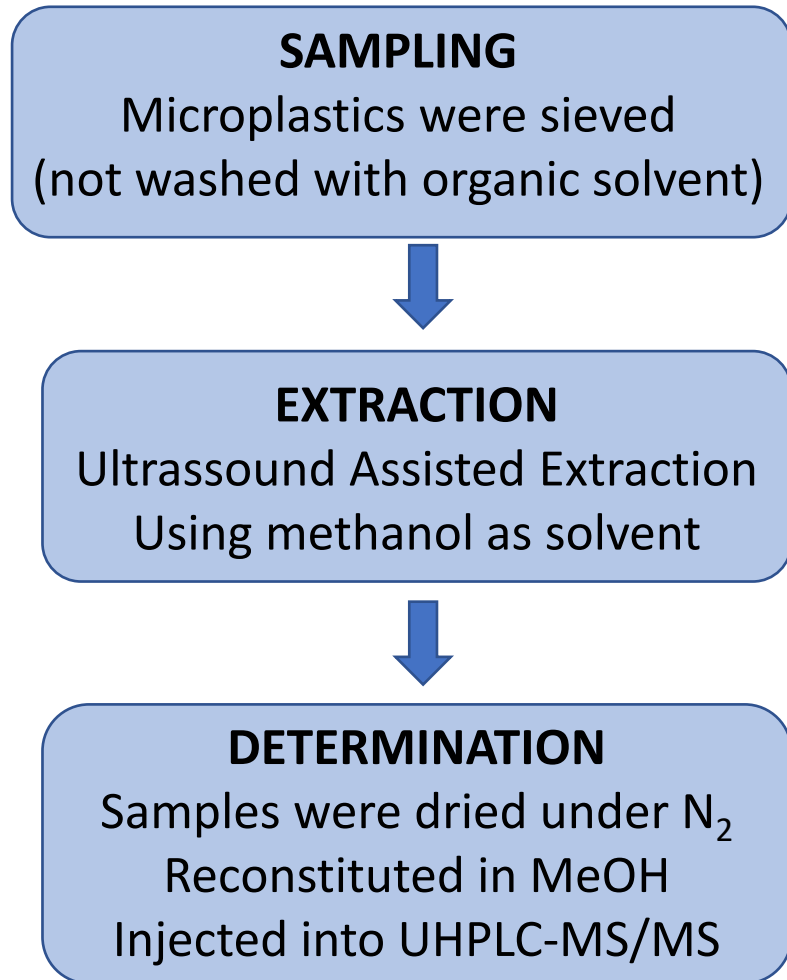 SAMPLING
Microplastics were sieved
(not washed with organic solvent)
EXTRACTION
Ultrassound Assisted Extraction
Using methanol as solvent
DETERMINATION
Samples were dried under N₂
Reconstituted in MeOH
Injected into UHPLC-MS/MS